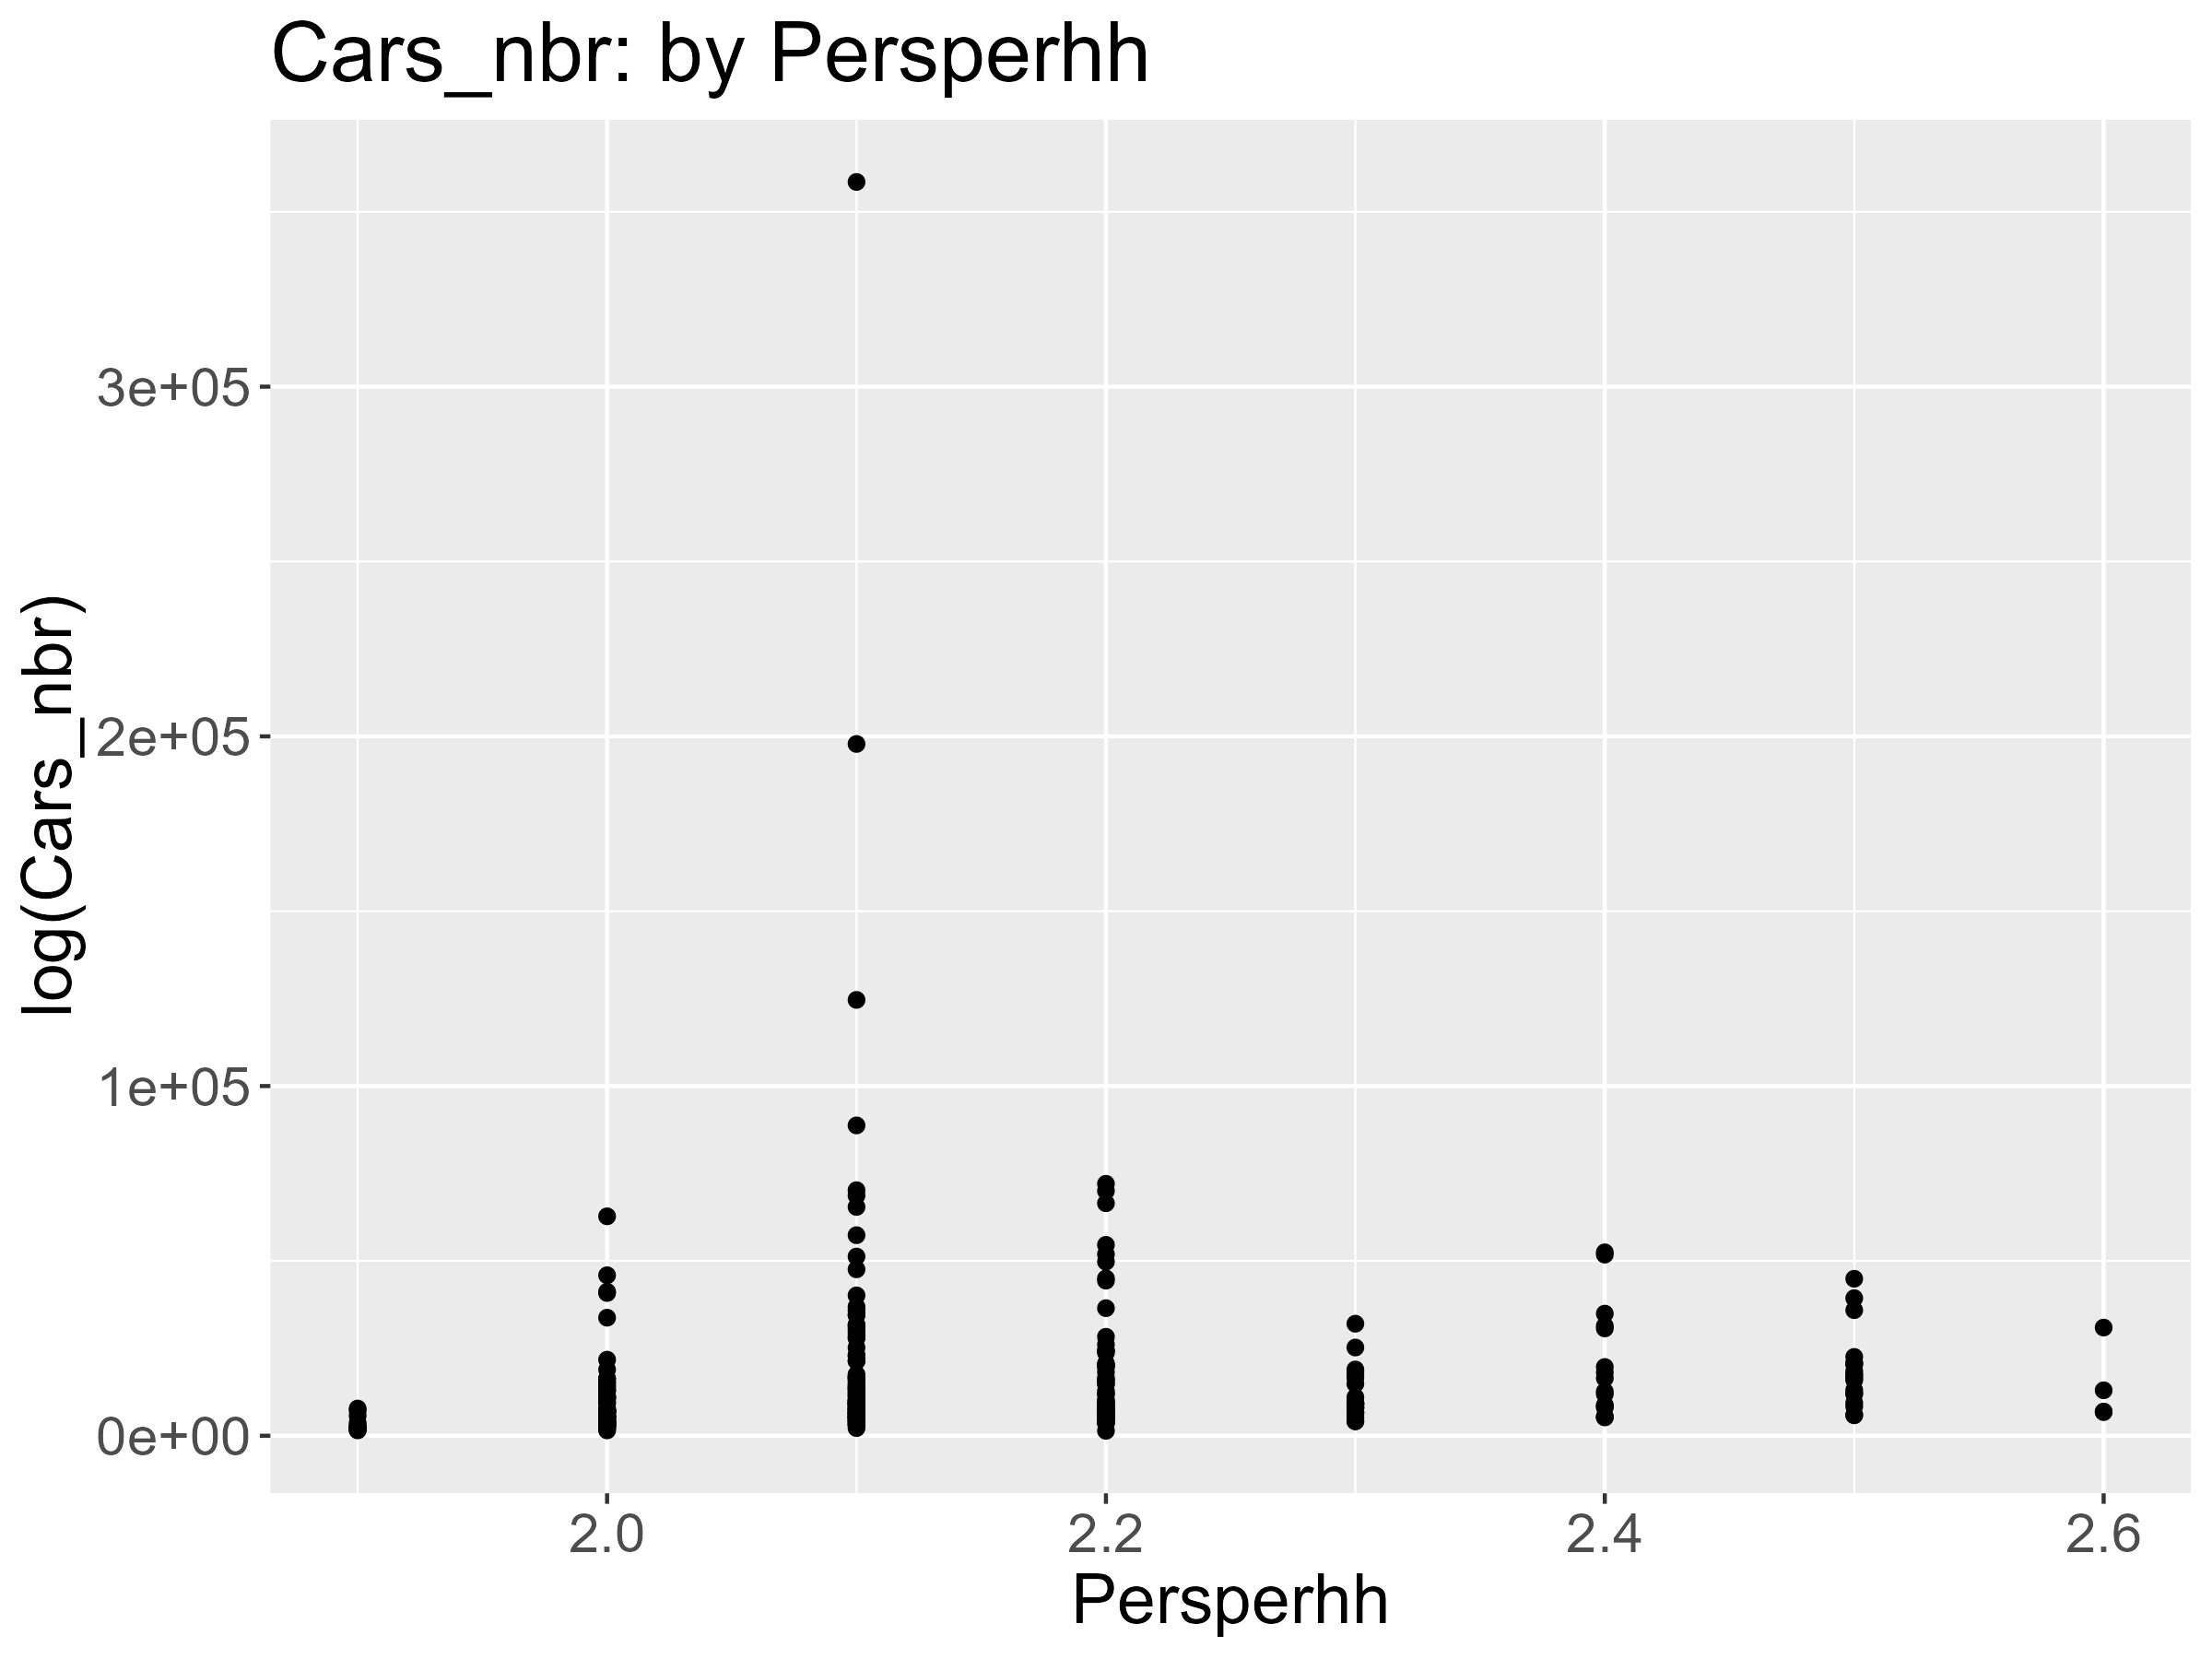 Cars_nbr: by Persperhh
log(Cars_nbr)
3e+05
2e+05
1e+05
0e+00
2.0
2.2
2.4
2.6
Persperhh